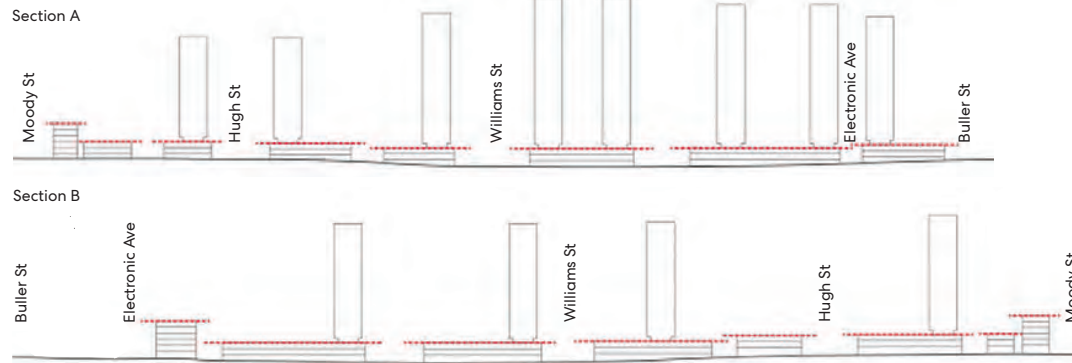 Section A
Moody St
Hugh St
Williams St
Electronic Ave
Buller St
Section B
Buller St
Electronic Ave
Williams St
Hugh St
Moody St